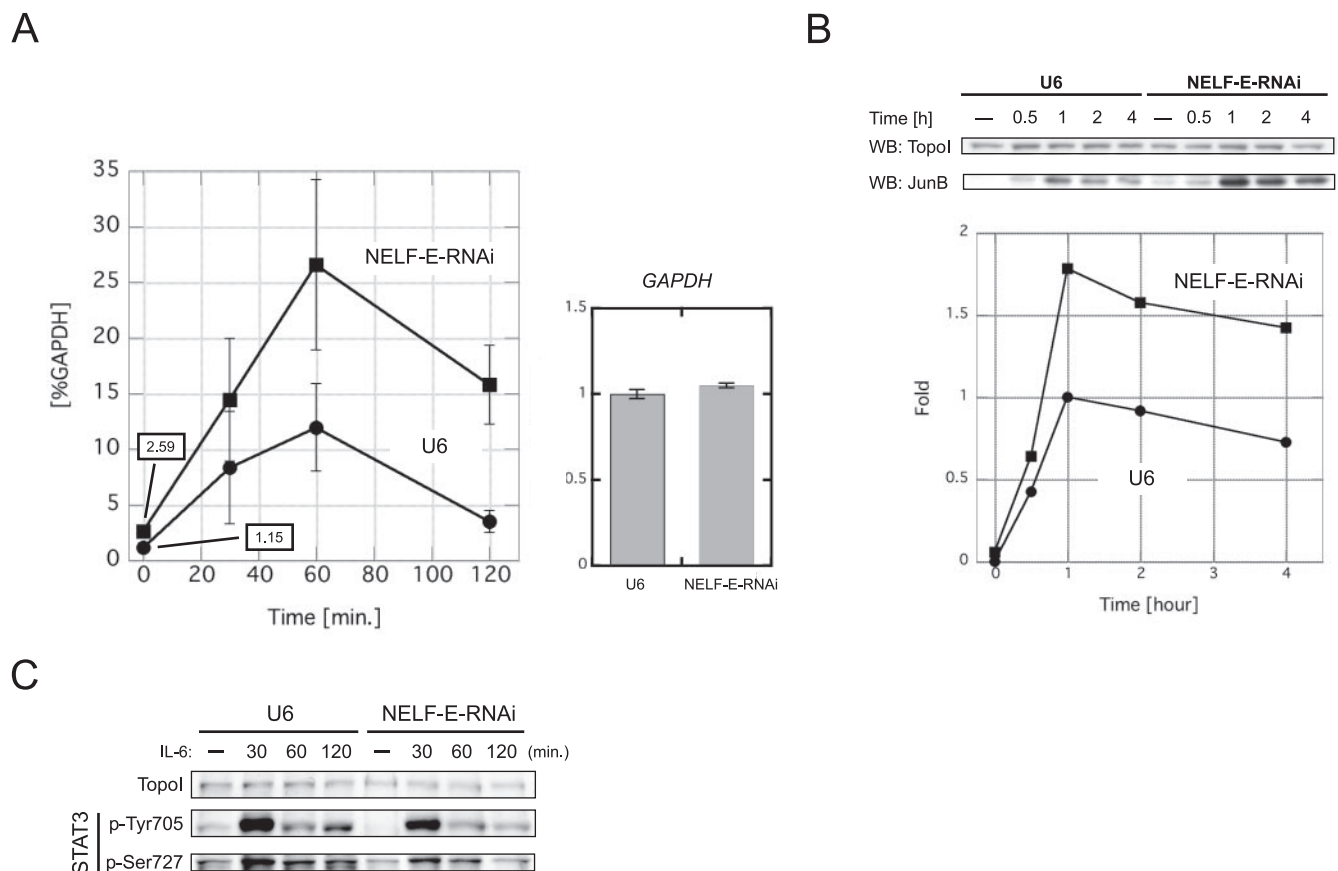 A
[%GAPDH]
35
30
25
20
15
10
5
0
NELF-E-RNAi
U6
2.59
1.15
0 20 40 60 80 100 120
Time [min.]
GAPDH
1.5
1
0.5
0
U6 NELF-E-RNAi
B
U6 NELF-E-RNAi
Time [h] — 0.5 1 2 4 — 0.5 1 2 4
WB: TopoI
WB: JunB
Fold
2
1.5
1
0.5
0
NELF-E-RNAi
U6
0 1 2 3 4
Time [hour]
C
U6 NELF-E-RNAi
IL-6: — 30 60 120 — 30 60 120 (min.)
TopoI
STAT3
p-Tyr705
p-Ser727